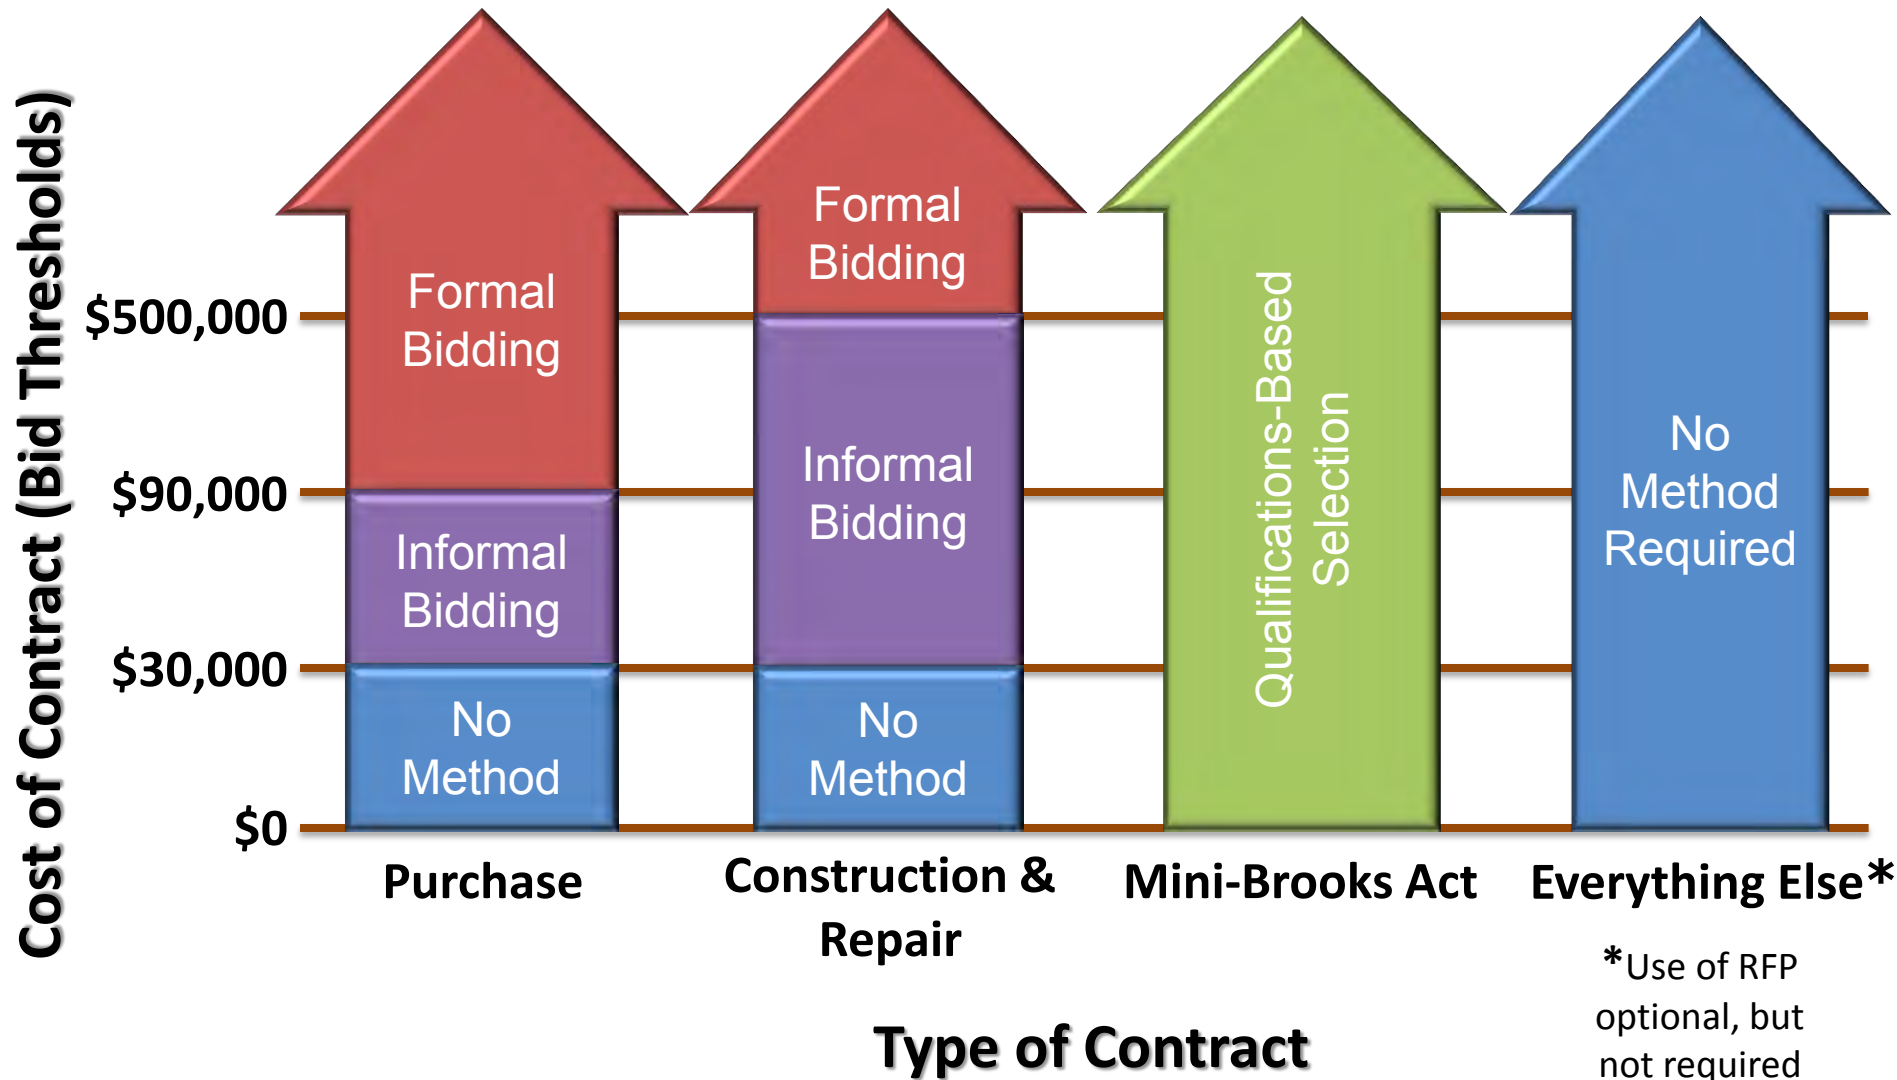 Cost of Contract (Bid Thresholds)
$500,000
$90,000
$30,000
$0
Formal
Bidding
Informal
Bidding
No
Method
Formal
Bidding
Informal
Bidding
No
Method
Qualifications-Based
Selection
No
Method
Required
Purchase
Construction &
Repair
Mini-Brooks Act
Everything Else*
*Use of RFP
optional, but
not required
Type of Contract